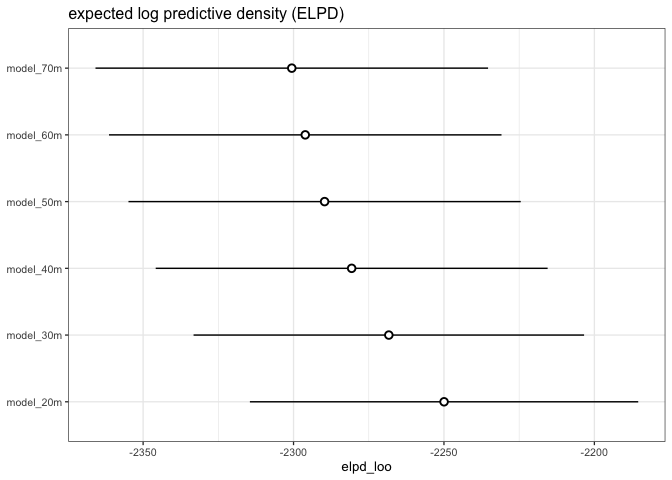 expected log predictive density (ELPD)
model_70m
model_60m
model_50m
model_40m
model_30m
model_20m
-2350 -2300 -2250 -2200
elpd_loo